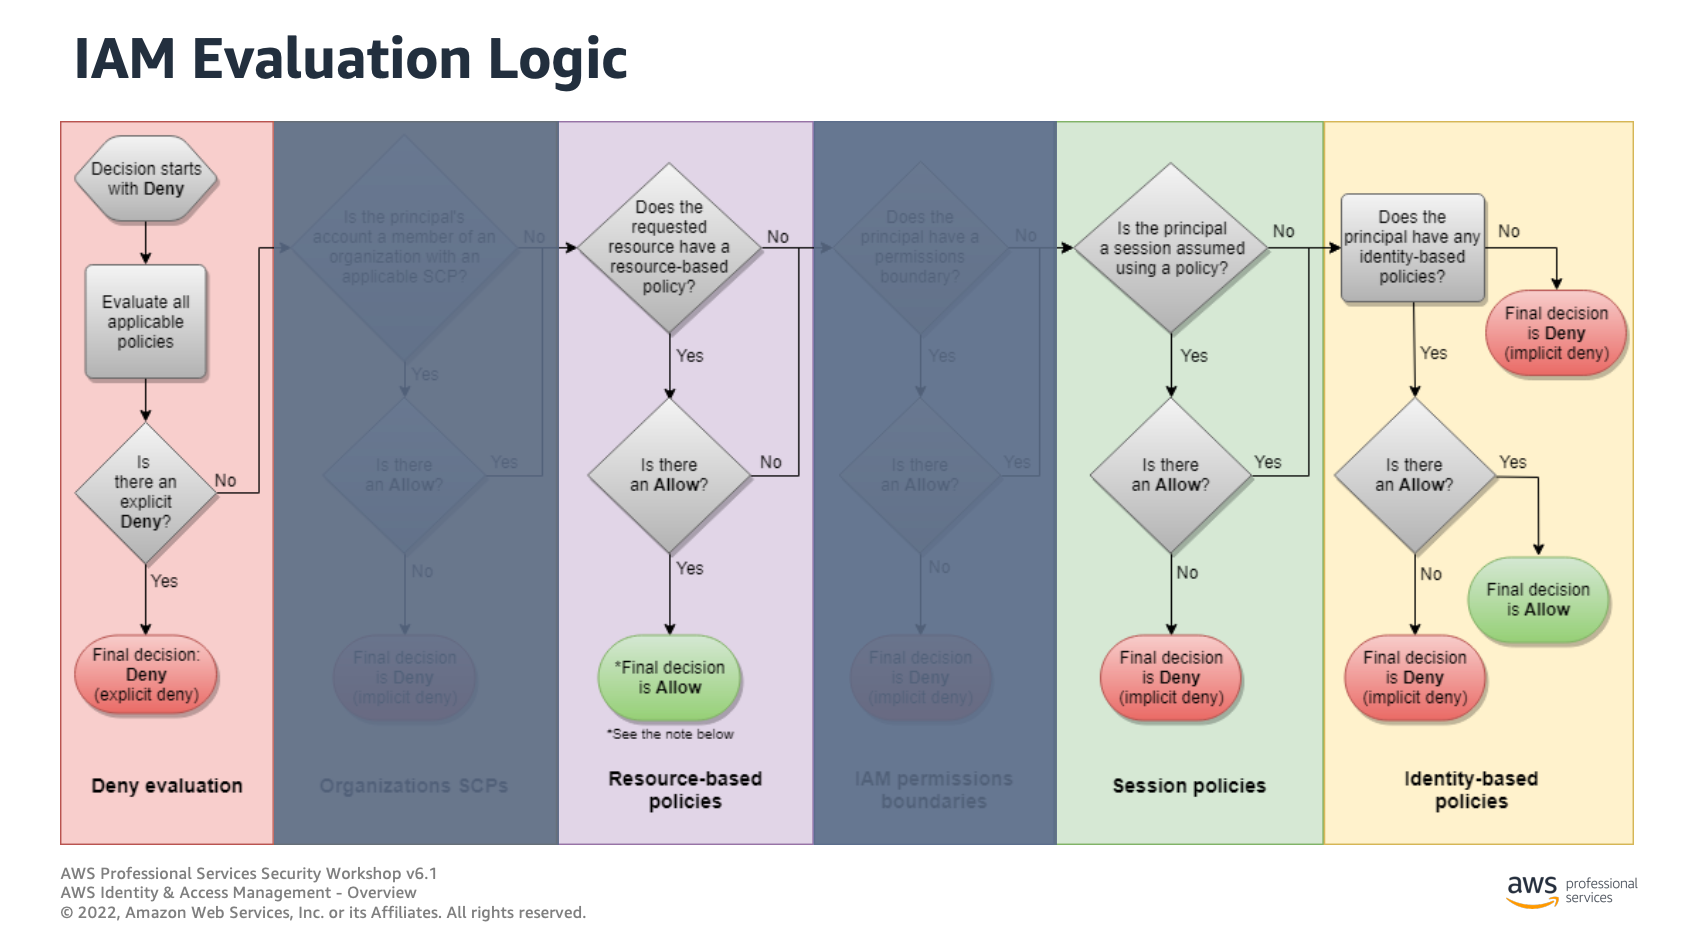 IAM Evaluation Logic
Decision starts
with Deny
Evaluate all
applicable
policies
Is
there an
explicit
Deny?
No
Yes
Final decision:
Deny
(explicit deny)
Deny evaluation
Is the principal's
account a member of an
organization with an
applicable SCP?
No
Yes
Is there
an Allow?
Yes
No
Final decision
is Deny
(implicit deny)
Organizations SCPs
Does the
requested
resource have a
resource-based
policy?
No
Yes
Is there
an Allow?
No
Yes
*Final decision
is Allow
*See the note below
Resource-based
policies
Does the
principal have a
permissions
boundary?
No
Yes
Is there
an Allow?
Yes
No
Final decision
is Deny
(implicit deny)
IAM permissions
boundaries
Is the principal
a session assumed
using a policy?
No
Yes
Is there
an Allow?
Yes
No
Final decision
is Deny
(implicit deny)
Session policies
Does the
principal have any
identity-based
policies?
No
Final decision
is Deny
(implicit deny)
Yes
Is there
an Allow?
Yes
Final decision
is Allow
No
Final decision
is Deny
(implicit deny)
Identity-based
policies
AWS Professional Services Security Workshop v6.1
AWS Identity & Access Management - Overview
© 2022, Amazon Web Services, Inc. or its Affiliates. All rights reserved.
aws professional
services